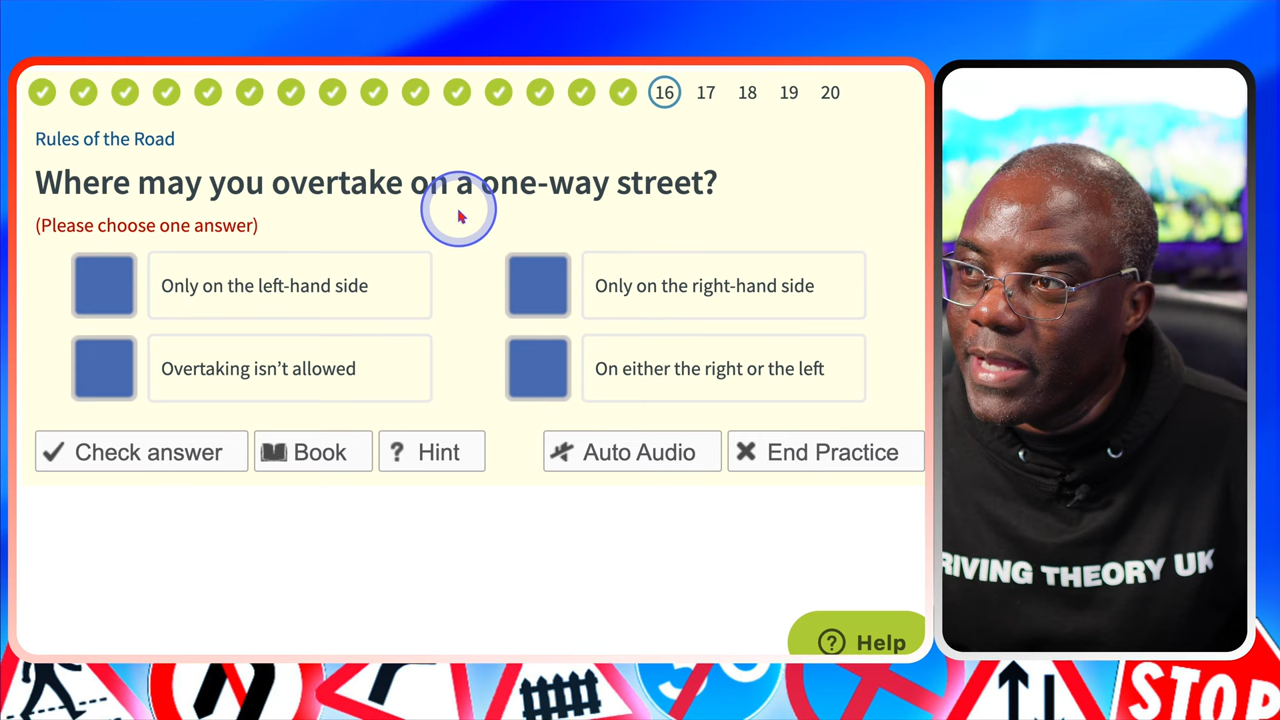 16 17 18 19 20
Rules of the Road
Where may you overtake on a one-way street?
(Please choose one answer)
Only on the left-hand side
Only on the right-hand side
Overtaking isn’t allowed
On either the right or the left
Check answer
Book
? Hint
Auto Audio
End Practice
? Help
RIVING THEORY UK
STOP